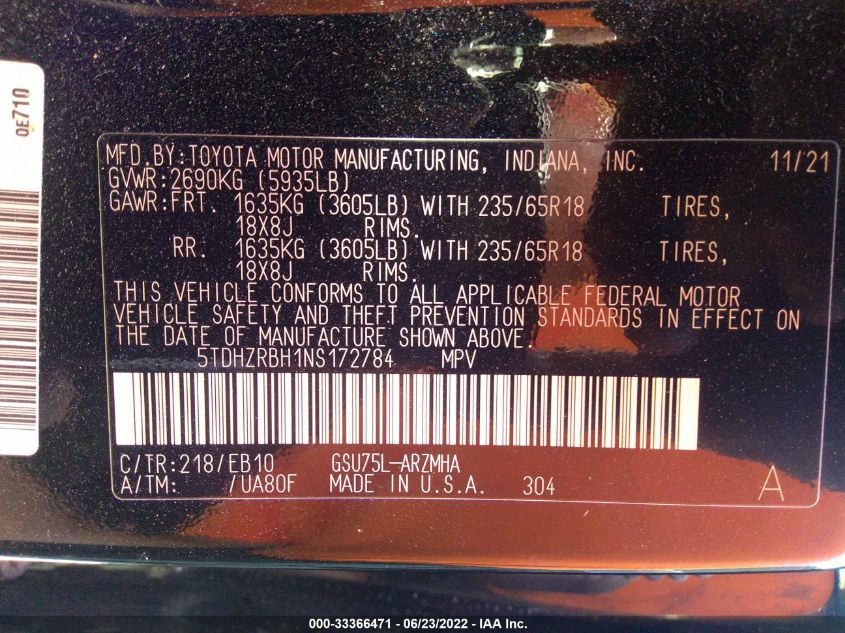 0E710
MFD.BY:TOYOTA MOTOR MANUFACTURING, INDIANA, INC. 11/21
GVWR:2690KG (5935LB)
GAWR:FRT. 1635KG (3605LB) WITH 235/65R18 TIRES,
18X8J RIMS.
RR. 1635KG (3605LB) WITH 235/65R18 TIRES,
18X8J RIMS.
THIS VEHICLE CONFORMS TO ALL APPLICABLE FEDERAL MOTOR
VEHICLE SAFETY AND THEFT PREVENTION STANDARDS IN EFFECT ON
THE DATE OF MANUFACTURE SHOWN ABOVE.
5TDHZRBH1NS172784 MPV
C/TR:218/EB10 GSU75L-ARZMHA
A/TM: /UA80F MADE IN U.S.A. 304 A
000-33366471 - 06/23/2022 - IAA Inc.